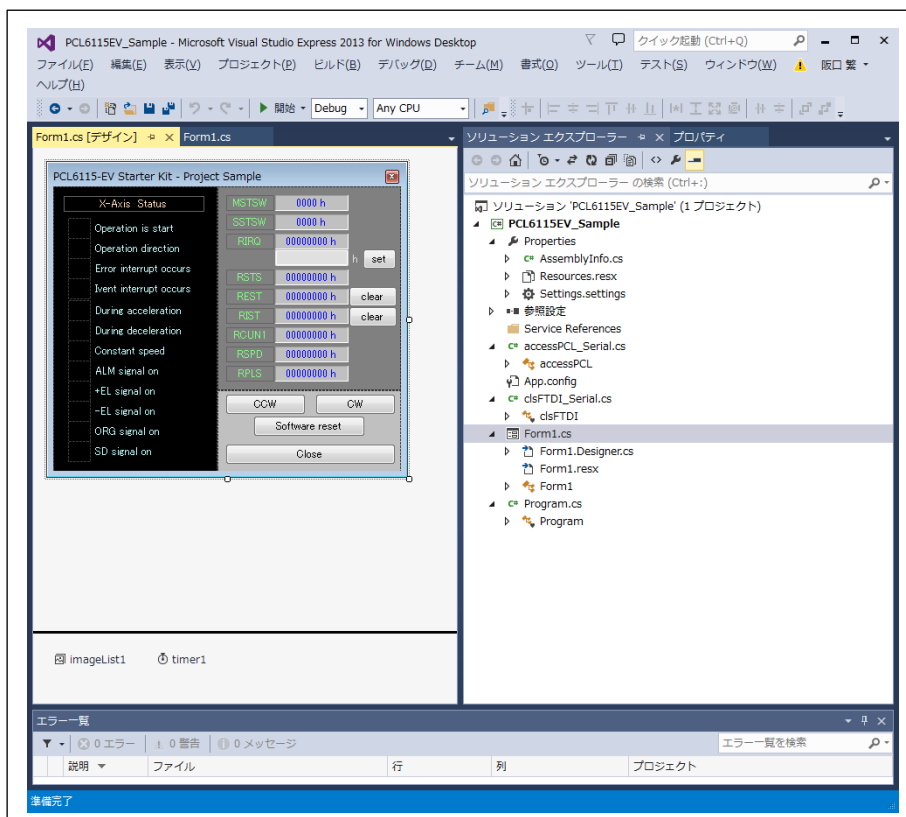 PCL6115EV_Sample - Microsoft Visual Studio Express 2013 for Windows Desktop
クイック起動 (Ctrl+Q)
ファイル(F) 編集(E) 表示(V) プロジェクト(P) ビルド(B) デバッグ(D) チーム(M) 書式(O) ツール(T) テスト(S) ウィンドウ(W) 阪口 繁
ヘルプ(H)
開始 Debug Any CPU
Form1.cs [デザイン] Form1.cs
PCL6115-EV Starter Kit - Project Sample
X-Axis Status
Operation is start
Operation direction
Error interrupt occurs
Ivent interrupt occurs
During acceleration
During deceleration
Constant speed
ALM signal on
+EL signal on
-EL signal on
ORG signal on
SD signal on
MSTSW 0000 h
SSTSW 0000 h
RIRQ 00000000 h
h set
RSTS 00000000 h
REST 00000000 h clear
RIST 00000000 h clear
RCUN1 00000000 h
RSPD 00000000 h
RPLS 00000000 h
CCW CW
Software reset
Close
imageList1 timer1
ソリューション エクスプローラー プロパティ
ソリューション エクスプローラー の検索 (Ctrl+:)
ソリューション 'PCL6115EV_Sample' (1 プロジェクト)
C# PCL6115EV_Sample
Properties
C# AssemblyInfo.cs
Resources.resx
Settings.settings
参照設定
Service References
C# accessPCL_Serial.cs
accessPCL
App.config
C# clsFTDI_Serial.cs
clsFTDI
Form1.cs
Form1.Designer.cs
Form1.resx
Form1
C# Program.cs
Program
エラー一覧
0 エラー 0 警告 0 メッセージ エラー一覧を検索
説明 ファイル 行 列 プロジェクト
準備完了